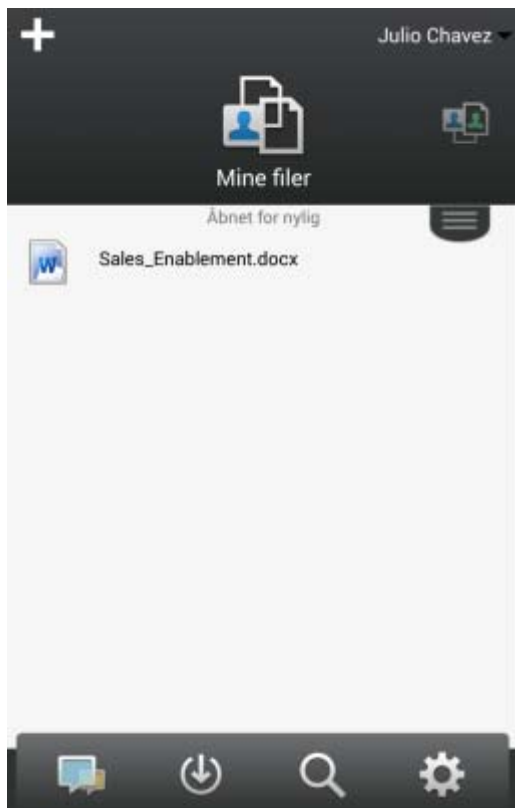 Julio Chavez
Mine filer
Åbnet for nylig
Sales_Enablement.docx